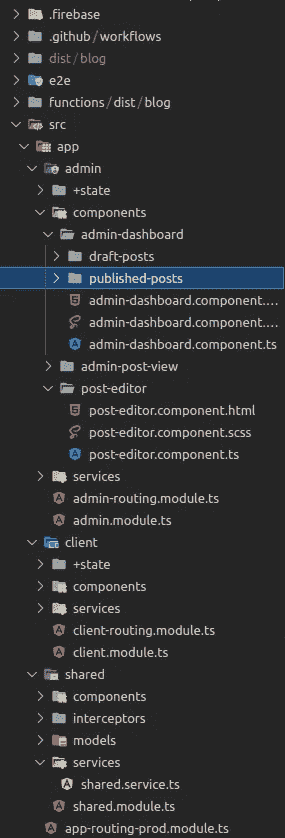 .firebase
.github/workflows
dist/blog
e2e
functions/dist/blog
src
app
admin
+state
components
admin-dashboard
draft-posts
published-posts
admin-dashboard.component....
admin-dashboard.component....
admin-dashboard.component.ts
admin-post-view
post-editor
post-editor.component.html
post-editor.component.scss
post-editor.component.ts
services
admin-routing.module.ts
admin.module.ts
client
+state
components
services
client-routing.module.ts
client.module.ts
shared
components
interceptors
models
services
shared.service.ts
shared.module.ts
app-routing-prod.module.ts